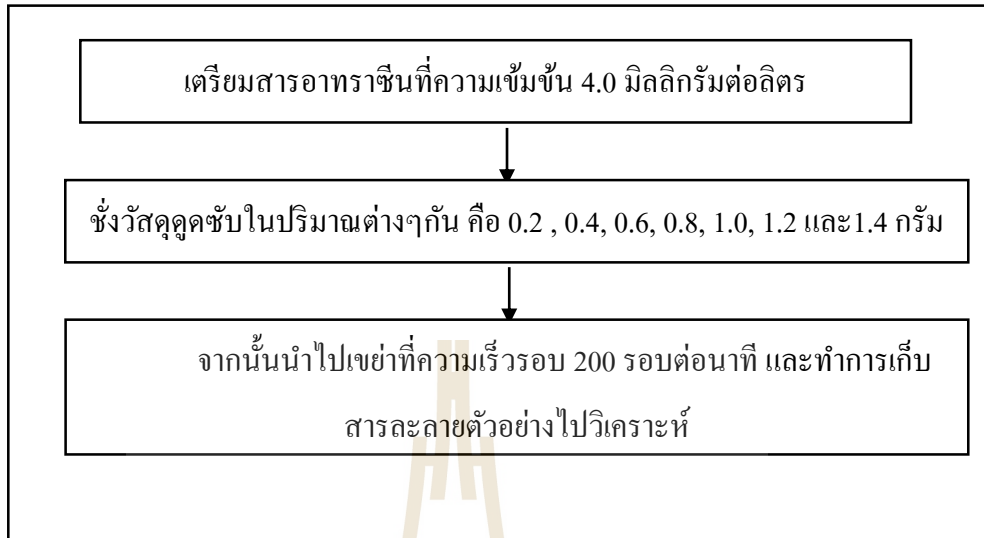 เตรียมสารอาทราซีนที่ความเข้มข้น 4.0 มิลลิกรัมต่อลิตร
ชั่งวัสดุดูดซับในปริมาณต่างๆกัน คือ 0.2 , 0.4, 0.6, 0.8, 1.0, 1.2 และ1.4 กรัม
จากนั้นนำไปเขย่าที่ความเร็วรอบ 200 รอบต่อนาที และทำการเก็บ
สารละลายตัวอย่างไปวิเคราะห์